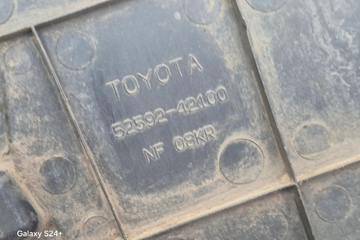 TOYOTA
52592-42100
NF 08KR
Galaxy S24+